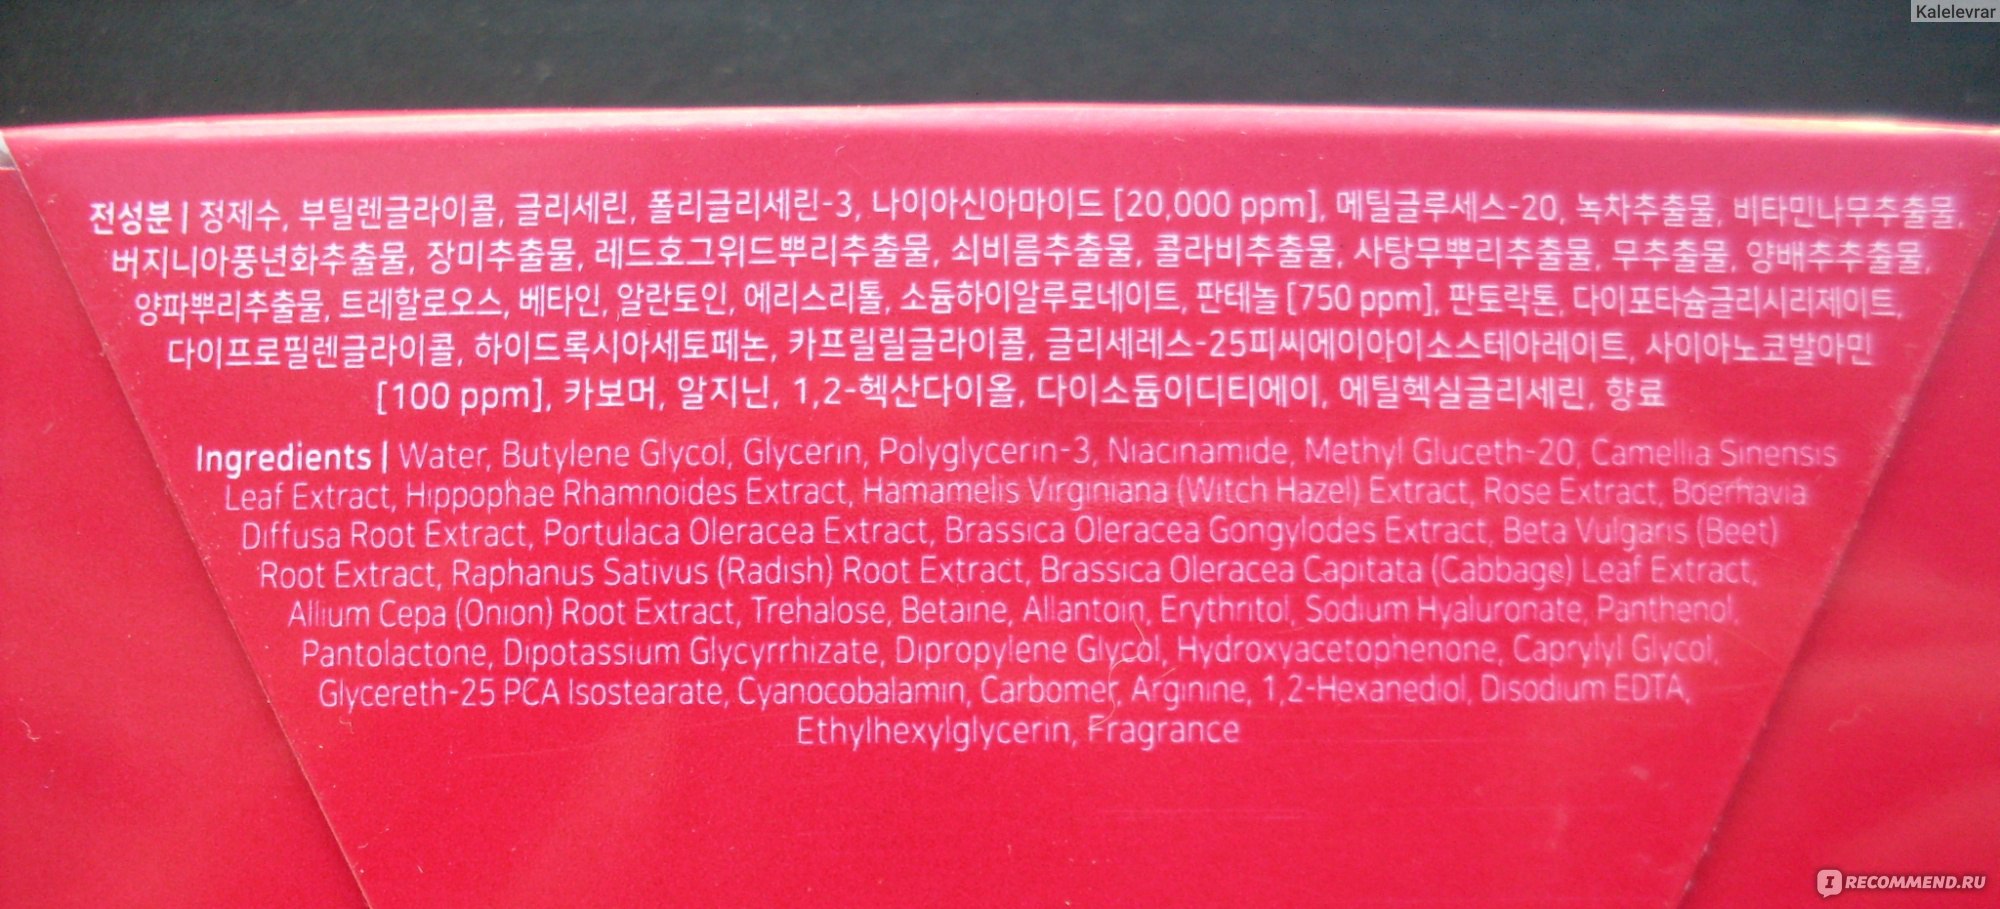 Kalelevrar
전성분 | 정제수, 부틸렌글라이콜, 글리세린, 폴리글리세린-3, 나이아신아마이드 [20,000 ppm], 메틸글루세스-20, 녹차추출물, 비타민나무추출물,
버지니아풍년화추출물, 장미추출물, 레드호그위드뿌리추출물, 쇠비름추출물, 콜라비추출물, 사탕무뿌리추출물, 무추출물, 양배추추출물,
양파뿌리추출물, 트레할로오스, 베타인, 알란토인, 에리스리톨, 소듐하이알루로네이트, 판테놀 [750 ppm], 판토락톤, 다이포타슘글리시리제이트,
다이프로필렌글라이콜, 하이드록시아세토페논, 카프릴릴글라이콜, 글리세레스-25피씨에이아이소스테아레이트, 사이아노코발아민
[100 ppm], 카보머, 알지닌, 1,2-헥산다이올, 다이소듐이디티에이, 에틸헥실글리세린, 향료
Ingredients | Water, Butylene Glycol, Glycerin, Polyglycerin-3, Niacinamide, Methyl Gluceth-20, Camellia Sinensis
Leaf Extract, Hippophae Rhamnoides Extract, Hamamelis Virginiana (Witch Hazel) Extract, Rose Extract, Boerhavia
Diffusa Root Extract, Portulaca Oleracea Extract, Brassica Oleracea Gongylodes Extract, Beta Vulgaris (Beet)
Root Extract, Raphanus Sativus (Radish) Root Extract, Brassica Oleracea Capitata (Cabbage) Leaf Extract,
Allium Cepa (Onion) Root Extract, Trehalose, Betaine, Allantoin, Erythritol, Sodium Hyaluronate, Panthenol,
Pantolactone, Dipotassium Glycyrrhizate, Dipropylene Glycol, Hydroxyacetophenone, Caprylyl Glycol,
Glycereth-25 PCA Isostearate, Cyanocobalamin, Carbomer, Arginine, 1,2-Hexanediol, Disodium EDTA,
Ethylhexylglycerin, Fragrance
I RECOMMEND.RU